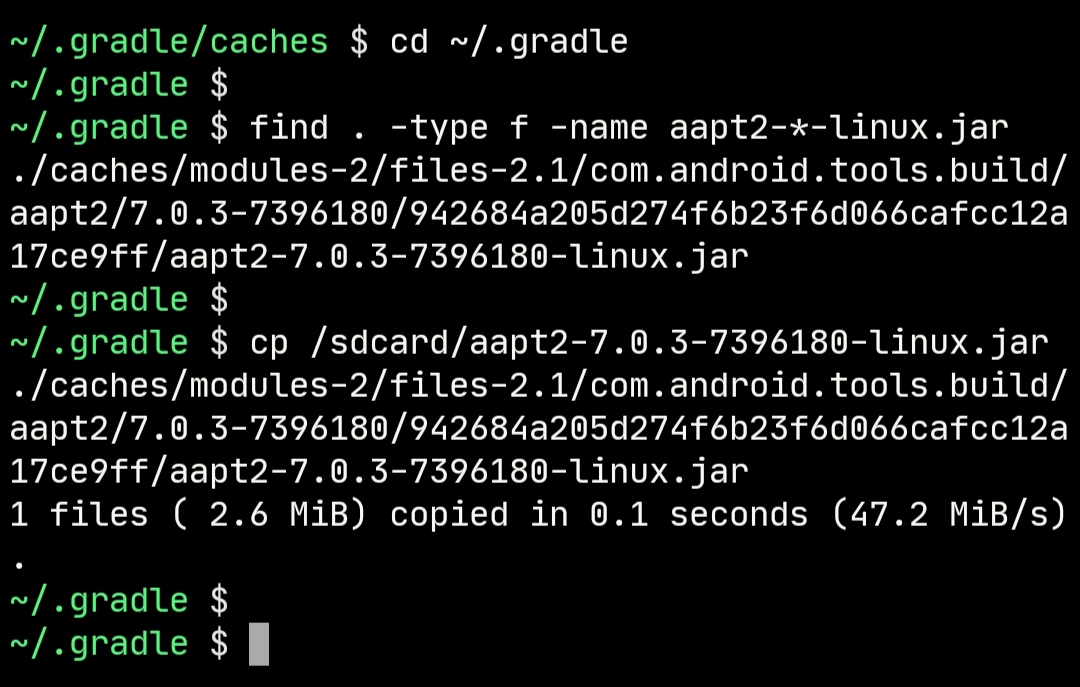 ~/.gradle/caches $ cd ~/.gradle
~/.gradle $
~/.gradle $ find . -type f -name aapt2-*-linux.jar
./caches/modules-2/files-2.1/com.android.tools.build/
aapt2/7.0.3-7396180/942684a205d274f6b23f6d066cafcc12a
17ce9ff/aapt2-7.0.3-7396180-linux.jar
~/.gradle $
~/.gradle $ cp /sdcard/aapt2-7.0.3-7396180-linux.jar
./caches/modules-2/files-2.1/com.android.tools.build/
aapt2/7.0.3-7396180/942684a205d274f6b23f6d066cafcc12a
17ce9ff/aapt2-7.0.3-7396180-linux.jar
1 files ( 2.6 MiB) copied in 0.1 seconds (47.2 MiB/s)
.
~/.gradle $
~/.gradle $